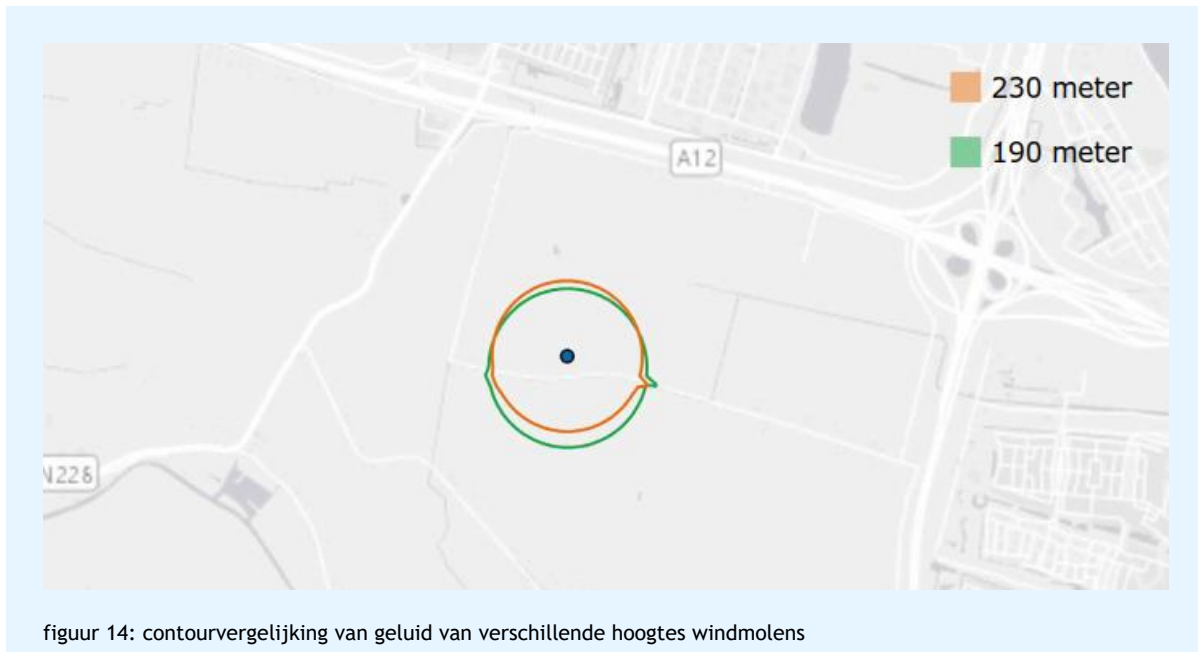 230 meter
190 meter
A12
N228
figuur 14: contourvergelijking van geluid van verschillende hoogtes windmolens